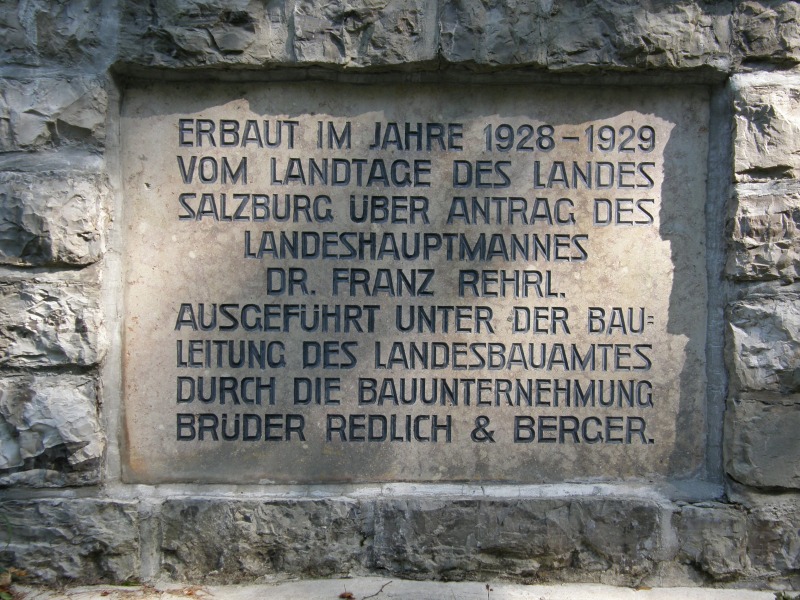 ERBAUT IM JAHRE 1928–1929
VOM LANDTAGE DES LANDES
SALZBURG ÜBER ANTRAG DES
LANDESHAUPTMANNES
DR. FRANZ REHRL.
AUSGEFÜHRT UNTER DER BAU=
LEITUNG DES LANDESBAUAMTES
DURCH DIE BAUUNTERNEHMUNG
BRÜDER REDLICH & BERGER.